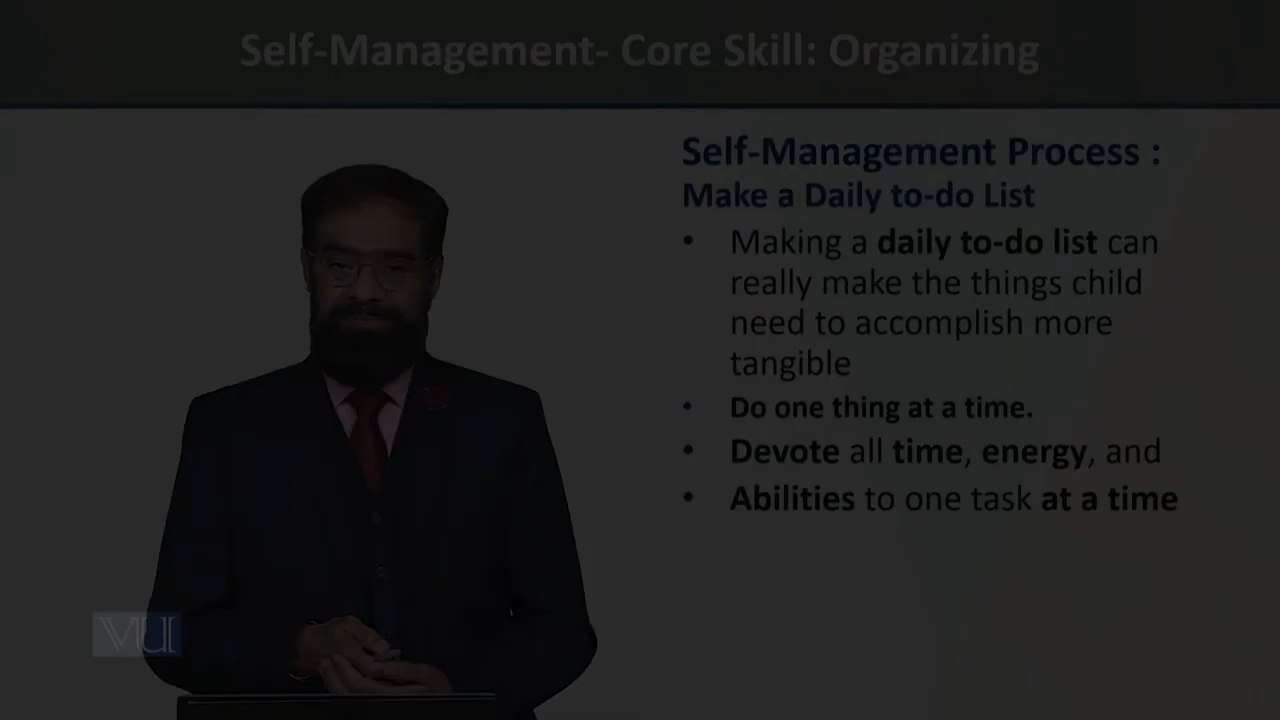 Self-Management- Core Skill: Organizing
Self-Management Process :
Make a Daily to-do List
• Making a daily to-do list can
really make the things child
need to accomplish more
tangible
• Do one thing at a time.
• Devote all time, energy, and
• Abilities to one task at a time
VU